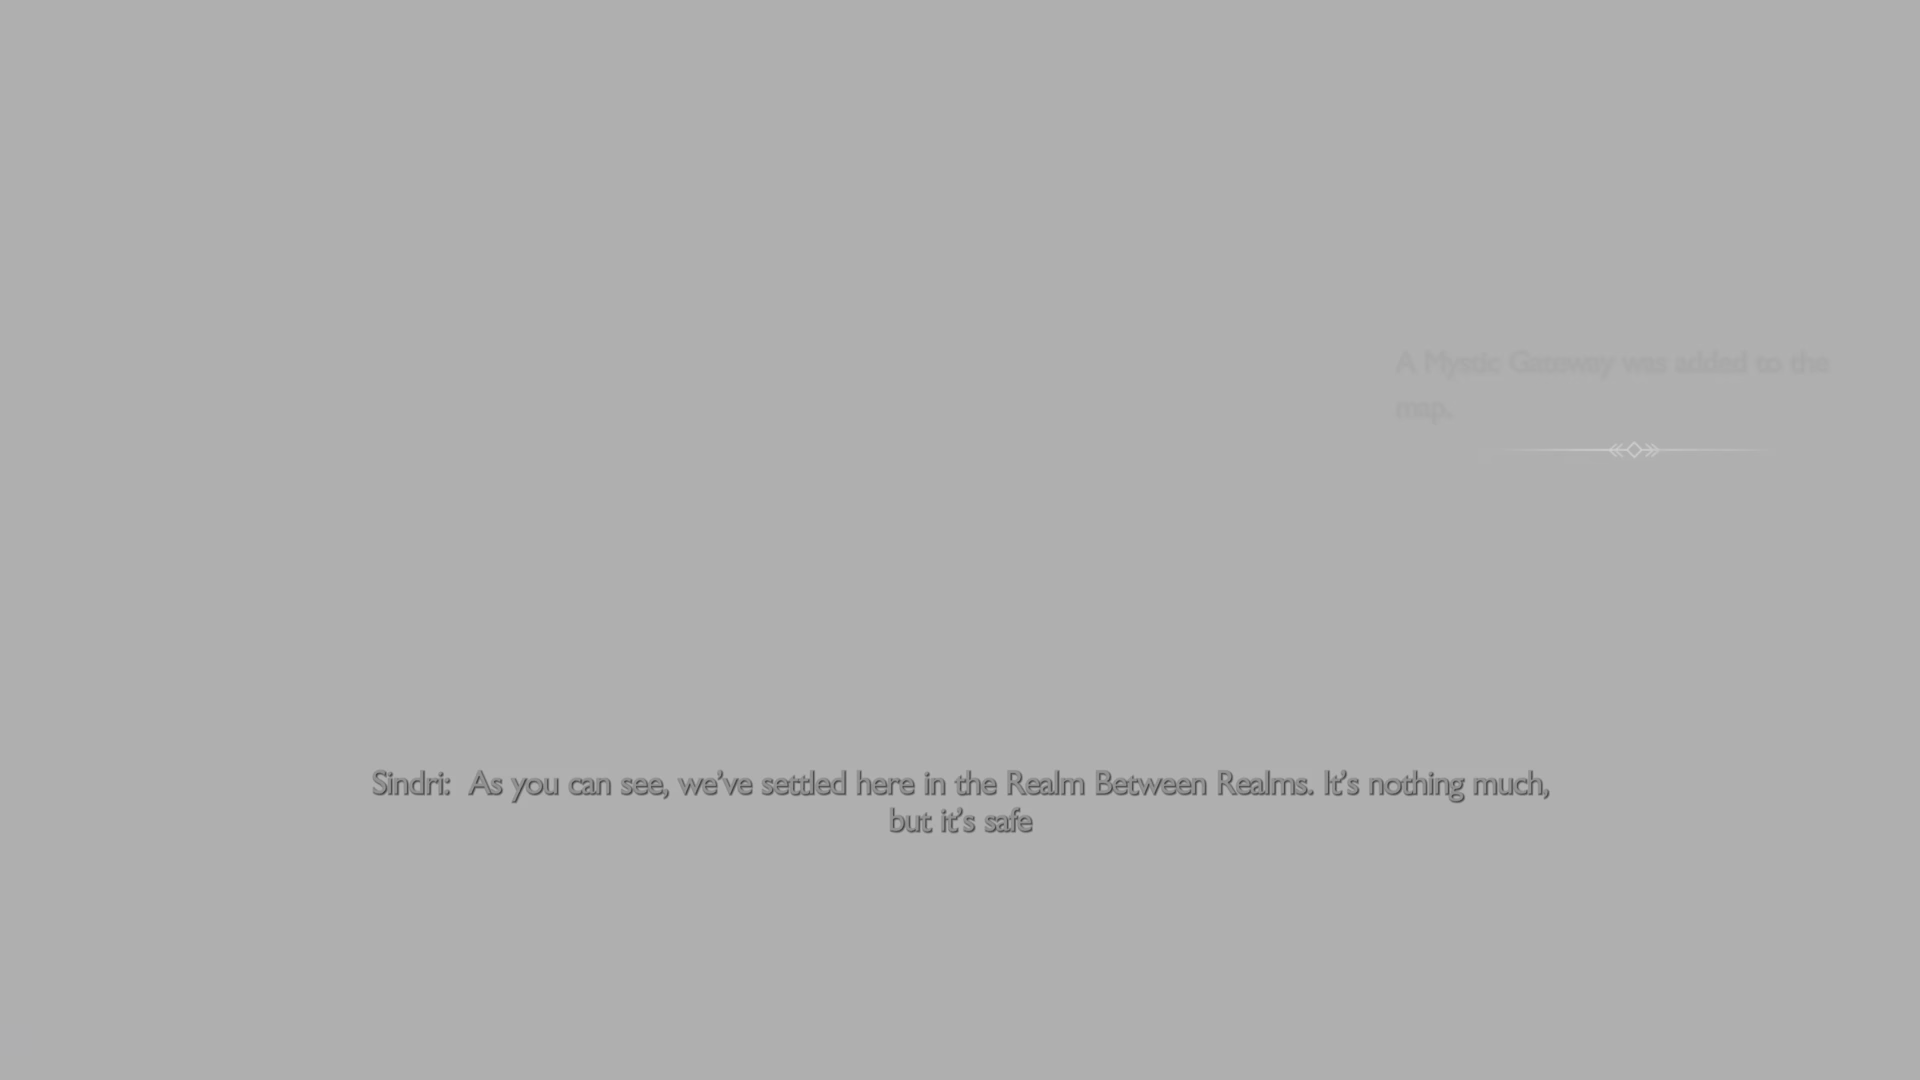 A Mystic Gateway was added to the
map.
Sindri:  As you can see, we’ve settled here in the Realm Between Realms. It’s nothing much,
but it’s safe